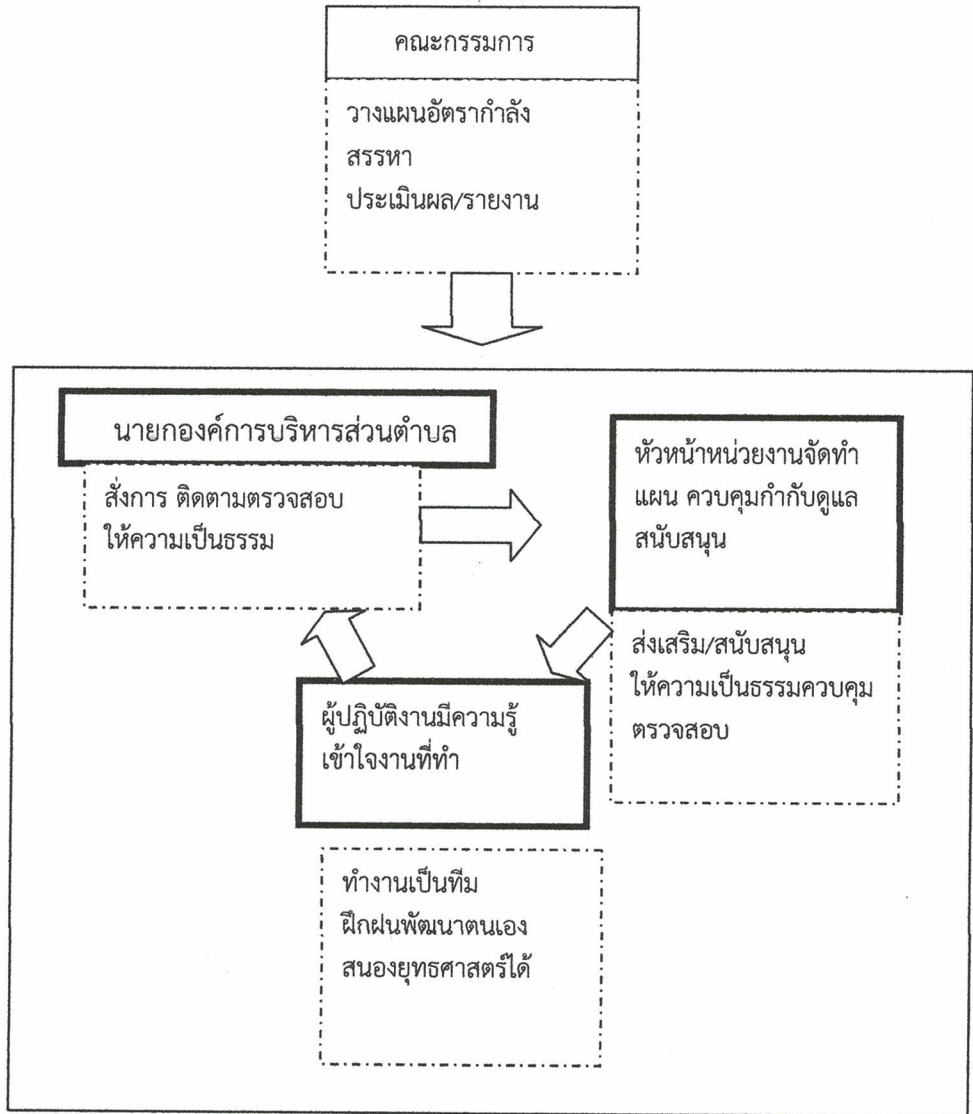 คณะกรรมการ
วางแผนอัตรากำลัง
สรรหา
ประเมินผล/รายงาน
นายกองค์การบริหารส่วนตำบล
สั่งการ ติดตามตรวจสอบ
ให้ความเป็นธรรม
หัวหน้าหน่วยงานจัดทำ
แผน ควบคุมกำกับดูแล
สนับสนุน
ส่งเสริม/สนับสนุน
ให้ความเป็นธรรมควบคุม
ตรวจสอบ
ผู้ปฏิบัติงานมีความรู้
เข้าใจงานที่ทำ
ทำงานเป็นทีม
ฝึกฝนพัฒนาตนเอง
สนองยุทธศาสตร์ได้